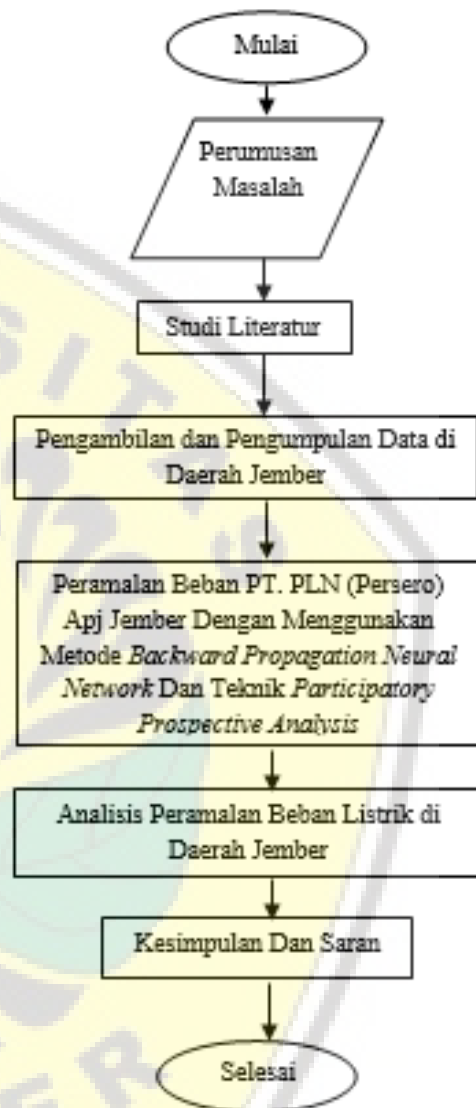 Mulai
Perumusan
Masalah
Studi Literatur
Pengambilan dan Pengumpulan Data di
Daerah Jember
Peramalan Beban PT. PLN (Persero)
Apj Jember Dengan Menggunakan
Metode Backward Propagation Neural
Network Dan Teknik Participatory
Prospective Analysis
Analisis Peramalan Beban Listrik di
Daerah Jember
Kesimpulan Dan Saran
Selesai